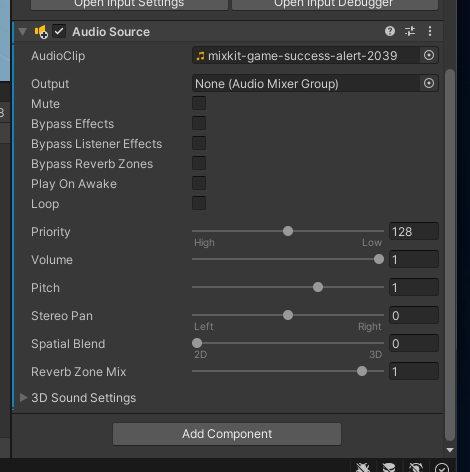 Open Input Settings Open Input Debugger
Audio Source
AudioClip mixkit-game-success-alert-2039
Output None (Audio Mixer Group)
Mute
Bypass Effects
Bypass Listener Effects
Bypass Reverb Zones
Play On Awake
Loop
Priority 128
High Low
Volume 1
Pitch 1
Stereo Pan 0
Left Right
Spatial Blend 0
2D 3D
Reverb Zone Mix 1
3D Sound Settings
Add Component